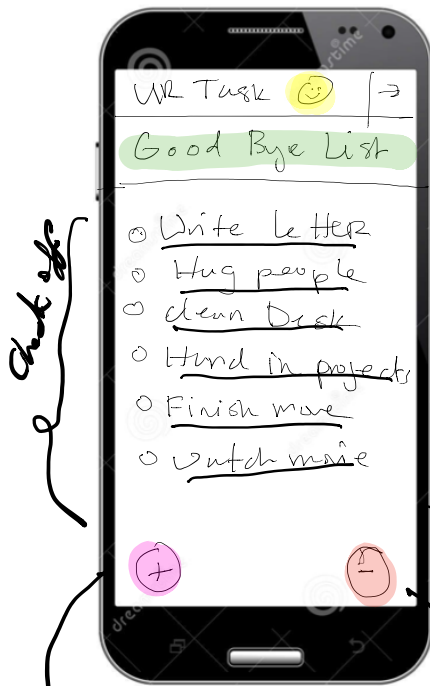 UR Task
Good Bye List
Write letter
Hug people
clean Desk
Hand in projects
Finish move
watch movie
+
-
Check offs